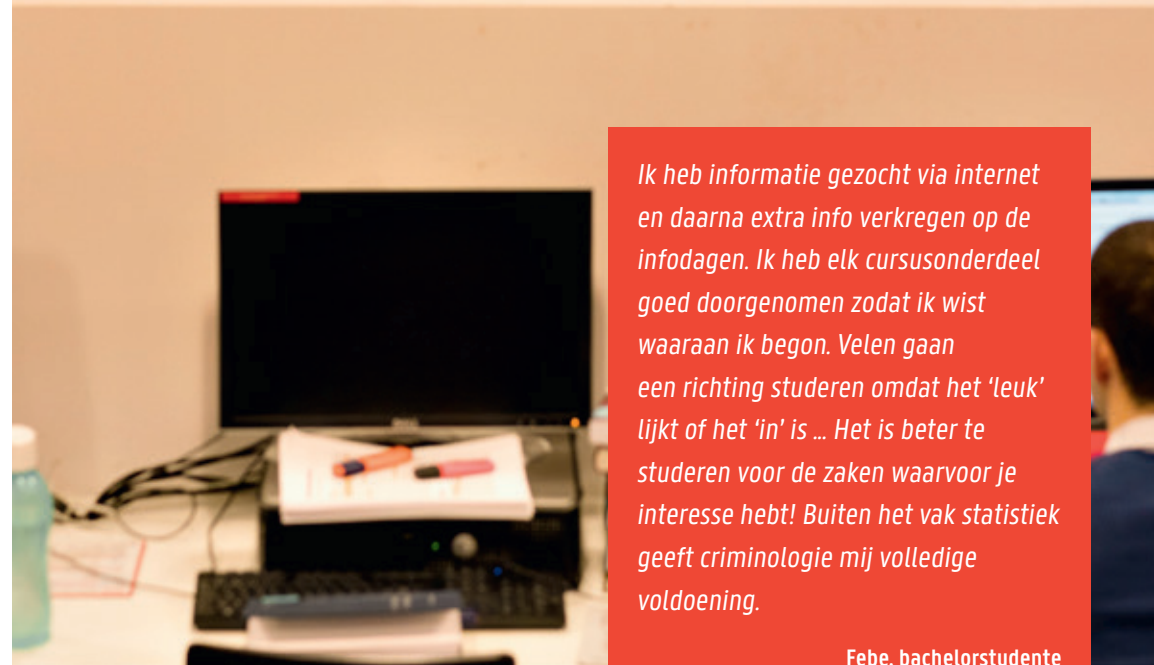 Ik heb informatie gezocht via internet
en daarna extra info verkregen op de
infodagen. Ik heb elk cursusonderdeel
goed doorgenomen zodat ik wist
waaraan ik begon. Velen gaan
een richting studeren omdat het ‘leuk’
lijkt of het ‘in’ is ... Het is beter te
studeren voor de zaken waarvoor je
interesse hebt! Buiten het vak statistiek
geeft criminologie mij volledige
voldoening.
Febe, bachelorstudente